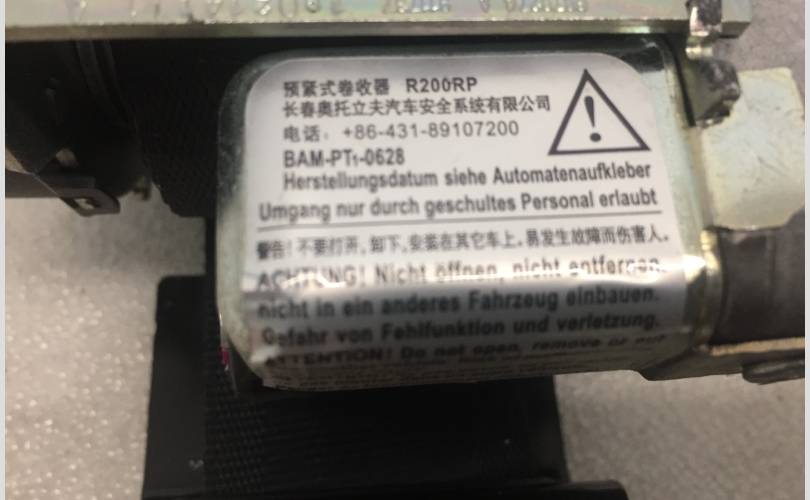 预紧式卷收器 R200RP
长春奥托立夫汽车安全系统有限公司
电话： +86-431-89107200
BAM-PT₁-0628
Herstellungsdatum siehe Automatenaufkleber
Umgang nur durch geschultes Personal erlaubt
警告！不要打开，卸下，安装在其它车上，易发生故障而伤害人。
ACHTUNG! Nicht öffnen, nicht entfernen,
nicht in ein anderes Fahrzeug einbauen.
Gefahr von Fehlfunktion und verletzung.
ATTENTION! Do not open, remove or put